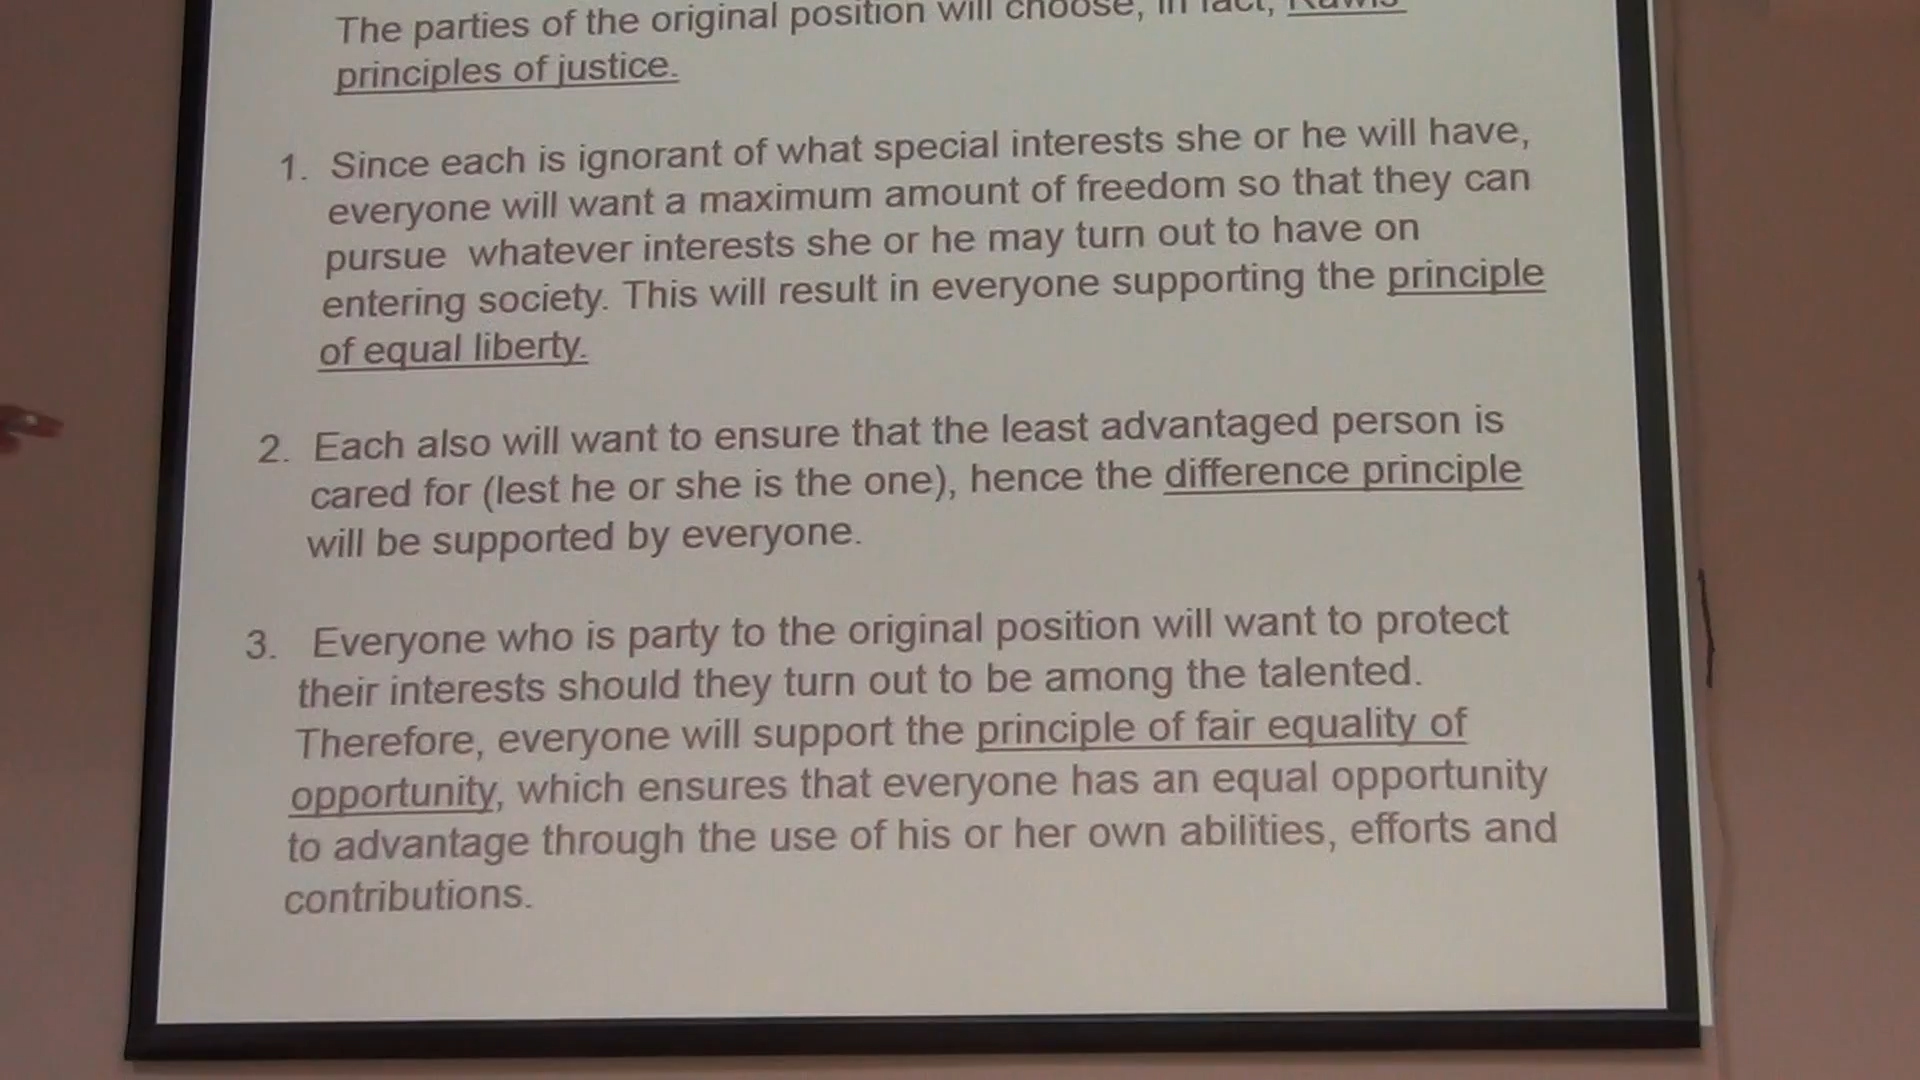 The parties of the original position will choose, in fact, Rawls
principles of justice.
1. Since each is ignorant of what special interests she or he will have,
everyone will want a maximum amount of freedom so that they can
pursue whatever interests she or he may turn out to have on
entering society. This will result in everyone supporting the principle
of equal liberty.
2. Each also will want to ensure that the least advantaged person is
cared for (lest he or she is the one), hence the difference principle
will be supported by everyone.
3. Everyone who is party to the original position will want to protect
their interests should they turn out to be among the talented.
Therefore, everyone will support the principle of fair equality of
opportunity, which ensures that everyone has an equal opportunity
to advantage through the use of his or her own abilities, efforts and
contributions.